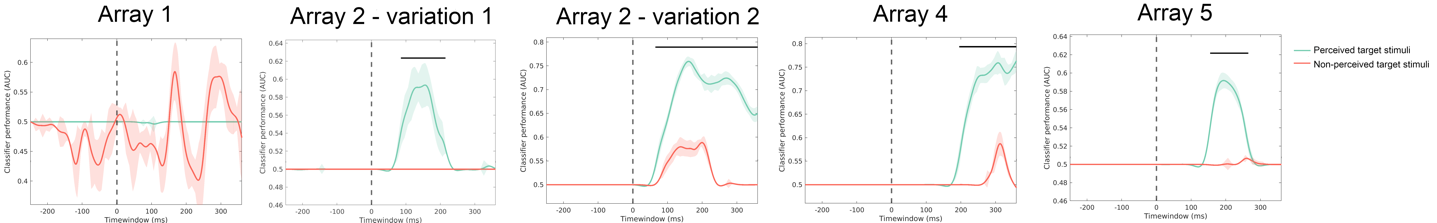 Array 1
Array 2 - variation 1
Array 2 - variation 2
Array 4
Array 5
Classifier performance (AUC)
0.6
0.55
0.5
0.45
0.4
-200 -100 0 100 200 300
Timewindow (ms)
Classifier performance (AUC)
0.64
0.62
0.6
0.58
0.56
0.54
0.52
0.5
0.48
0.46
-200 -100 0 100 200 300
Timewindow (ms)
Classifier performance (AUC)
0.8
0.75
0.7
0.65
0.6
0.55
0.5
-200 -100 0 100 200 300
Timewindow (ms)
Classifier performance (AUC)
0.8
0.75
0.7
0.65
0.6
0.55
0.5
-200 -100 0 100 200 300
Timewindow (ms)
Classifier performance (AUC)
0.64
0.62
0.6
0.58
0.56
0.54
0.52
0.5
0.48
0.46
-200 -100 0 100 200 300
Timewindow (ms)
Perceived target stimuli
Non-perceived target stimuli